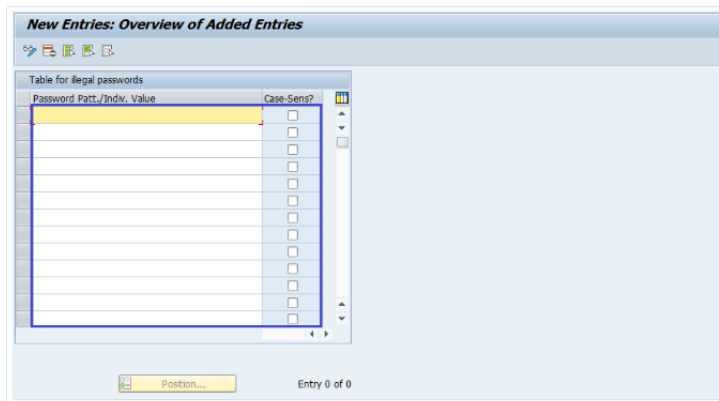 New Entries: Overview of Added Entries
Table for illegal passwords
Password Patt./Indiv. Value Case-Sens?
Position... Entry 0 of 0